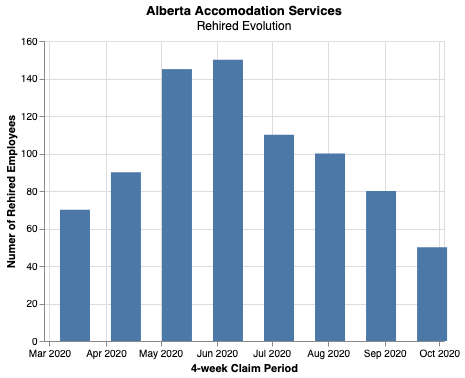 Alberta Accomodation Services
Rehired Evolution
Numer of Rehired Employees
160
140
120
100
80
60
40
20
0
Mar 2020 Apr 2020 May 2020 Jun 2020 Jul 2020 Aug 2020 Sep 2020 Oct 2020
4-week Claim Period